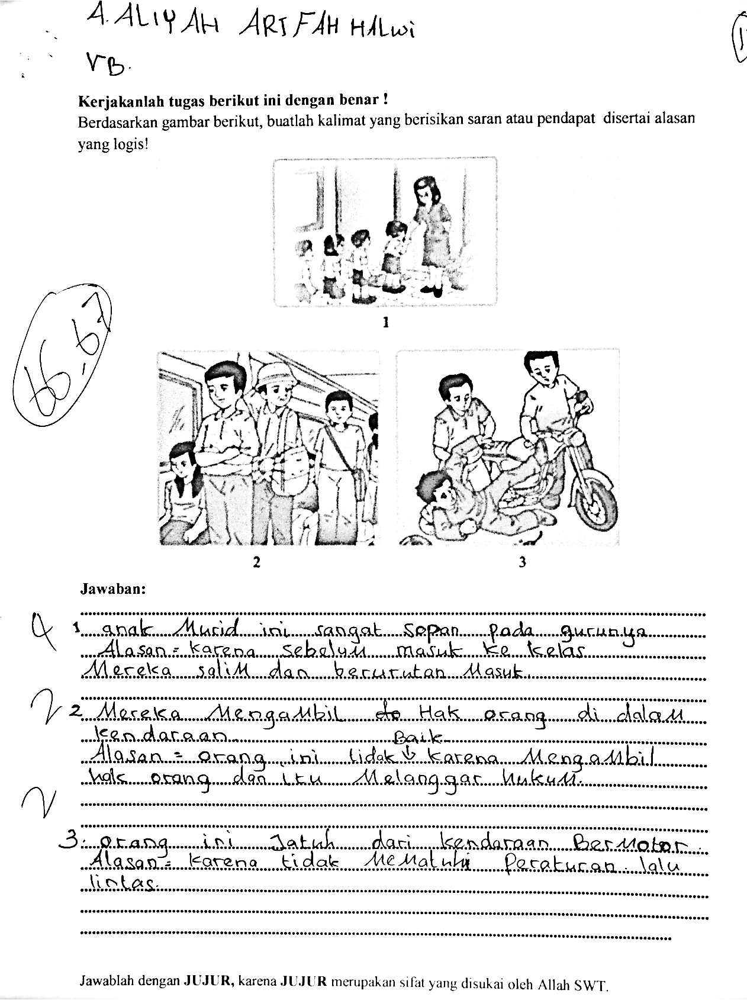 A. ALIYAH ARIFAH HALWI
VB.
Kerjakanlah tugas berikut ini dengan benar !
Berdasarkan gambar berikut, buatlah kalimat yang berisikan saran atau pendapat disertai alasan
yang logis!
1
66.67
2
3
Jawaban:
4
1. anak Murid ini sangat sopan pada gurunya
Alasan = karena sebelum masuk ke kelas
Mereka saliM dan berurutan Masuk.
2
2 Mereka MengaMbil Hak orang di dalaM
kendaraan
Baik
Alasan = orang ini tidak ↓ karena MengaMbil
hak orang dan itu Melanggar hukuM.
2
3. orang ini Jatuh dari kendaraan BerMotor.
Alasan = karena tidak MeMatuhi Peraturan lalu
lintas.
Jawablah dengan JUJUR, karena JUJUR merupakan sifat yang disukai oleh Allah SWT.